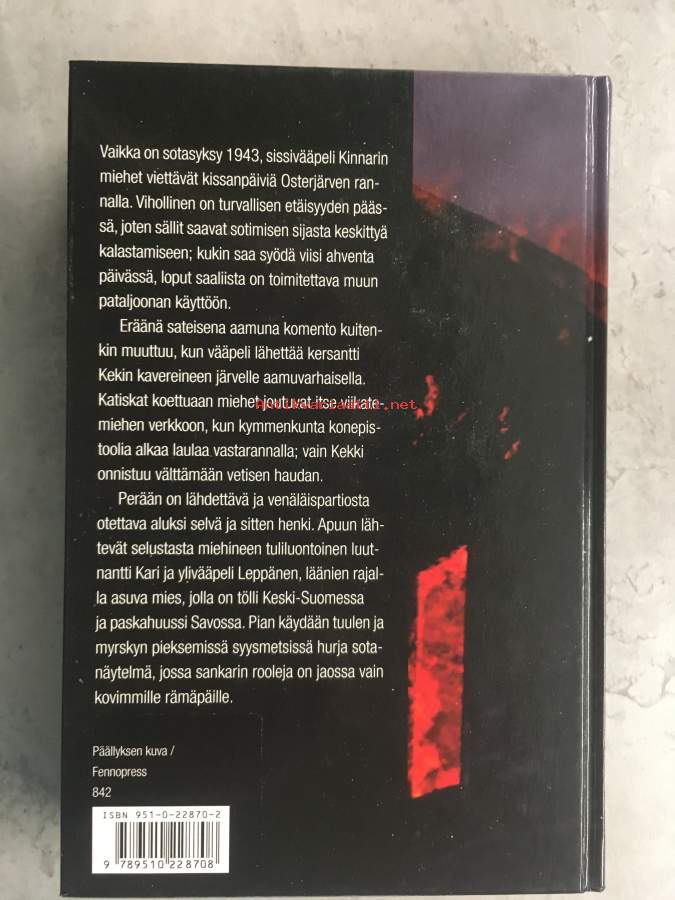 Vaikka on sotasyksy 1943, sissivääpeli Kinnarin
miehet viettävät kissanpäiviä Osterjärven ran-
nalla. Vihollinen on turvallisen etäisyyden pääs-
sä, joten sällit saavat sotimisen sijasta keskittyä
kalastamiseen; kukin saa syödä viisi ahventa
päivässä, loput saaliista on toimitettava muun
pataljoonan käyttöön.
Eräänä sateisena aamuna komento kuiten-
kin muuttuu, kun vääpeli lähettää kersantti
Kekin kavereineen järvelle aamuvarhaisella.
Katiskat koettuaan miehet joutuvat itse viikate-
miehen verkkoon, kun kymmenkunta konepis-
toolia alkaa laulaa vastarannalla; vain Kekki
onnistuu välttämään vetisen haudan.
Perään on lähdettävä ja venäläispartiosta
otettava aluksi selvä ja sitten henki. Apuun läh-
tevät selustasta miehineen tuliluontoinen luut-
nantti Kari ja ylivääpeli Leppänen, läänien rajal-
la asuva mies, jolla on tölli Keski-Suomessa
ja paskahuussi Savossa. Pian käydään tuulen ja
myrskyn pieksemissä syysmetsissä hurja sota-
näytelmä, jossa sankarin rooleja on jaossa vain
kovimmille rämäpäille.
Päällyksen kuva /
Fennopress
842
ISBN 951-0-22870-2
9 789510 228708